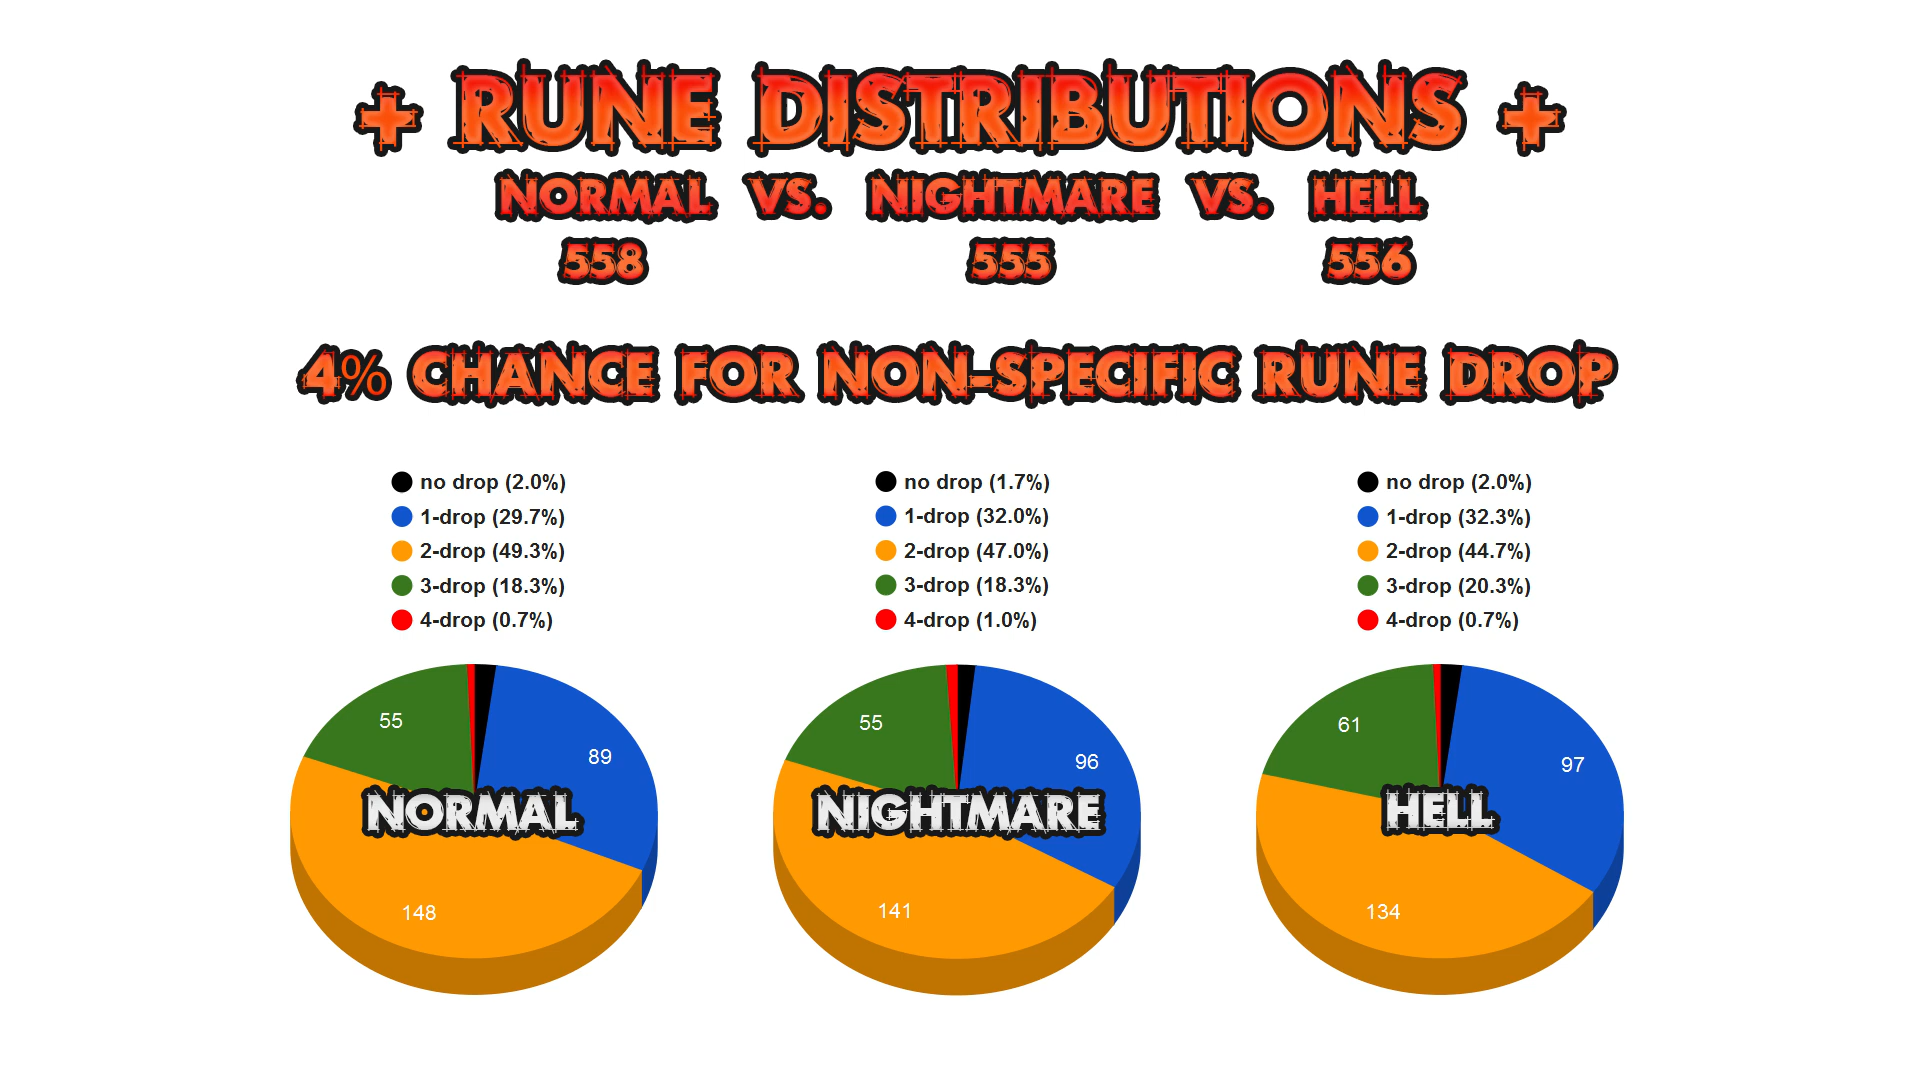 + RUNE DISTRIBUTIONS +
NORMAL VS. NIGHTMARE VS. HELL
558 555 556
4% CHANCE FOR NON-SPECIFIC RUNE DROP
no drop (2.0%)
1-drop (29.7%)
2-drop (49.3%)
3-drop (18.3%)
4-drop (0.7%)
55
89
NORMAL
148
no drop (1.7%)
1-drop (32.0%)
2-drop (47.0%)
3-drop (18.3%)
4-drop (1.0%)
55
96
NIGHTMARE
141
no drop (2.0%)
1-drop (32.3%)
2-drop (44.7%)
3-drop (20.3%)
4-drop (0.7%)
61
97
HELL
134